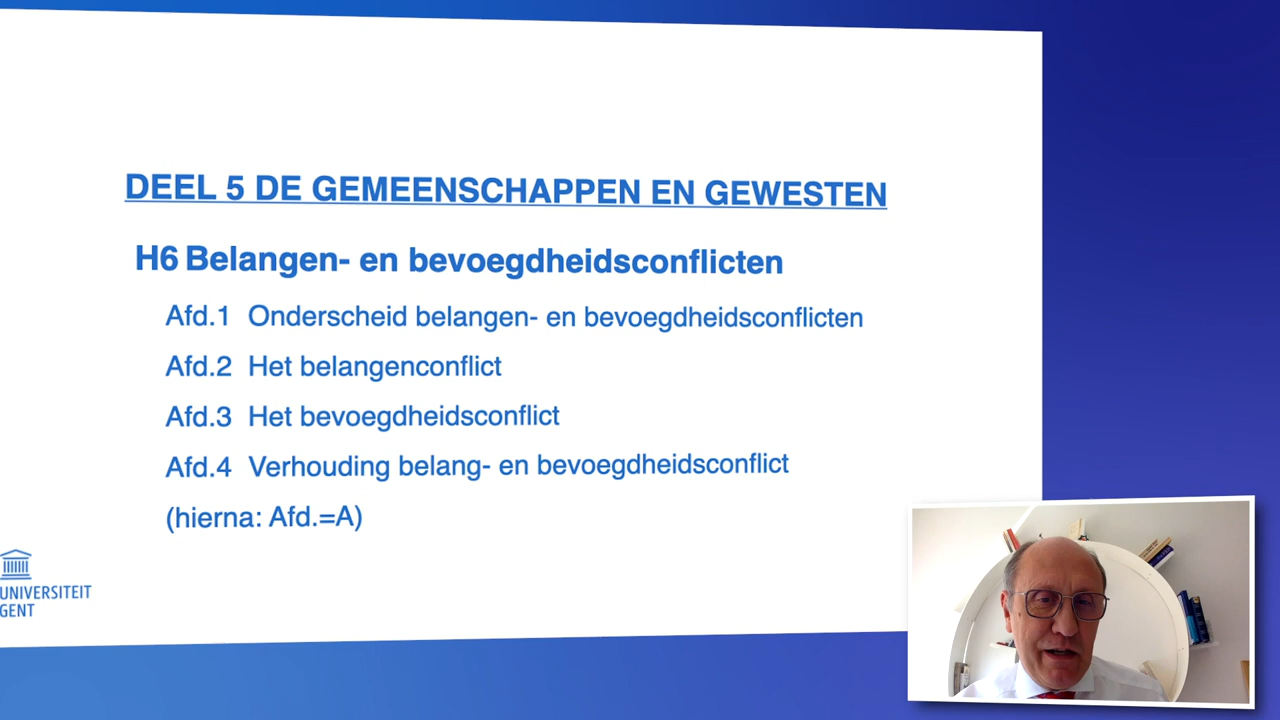 DEEL 5 DE GEMEENSCHAPPEN EN GEWESTEN
H6 Belangen- en bevoegdheidsconflicten
Afd.1 Onderscheid belangen- en bevoegdheidsconflicten
Afd.2 Het belangenconflict
Afd.3 Het bevoegdheidsconflict
Afd.4 Verhouding belang- en bevoegdheidsconflict
(hierna: Afd.=A)
UNIVERSITEIT
GENT